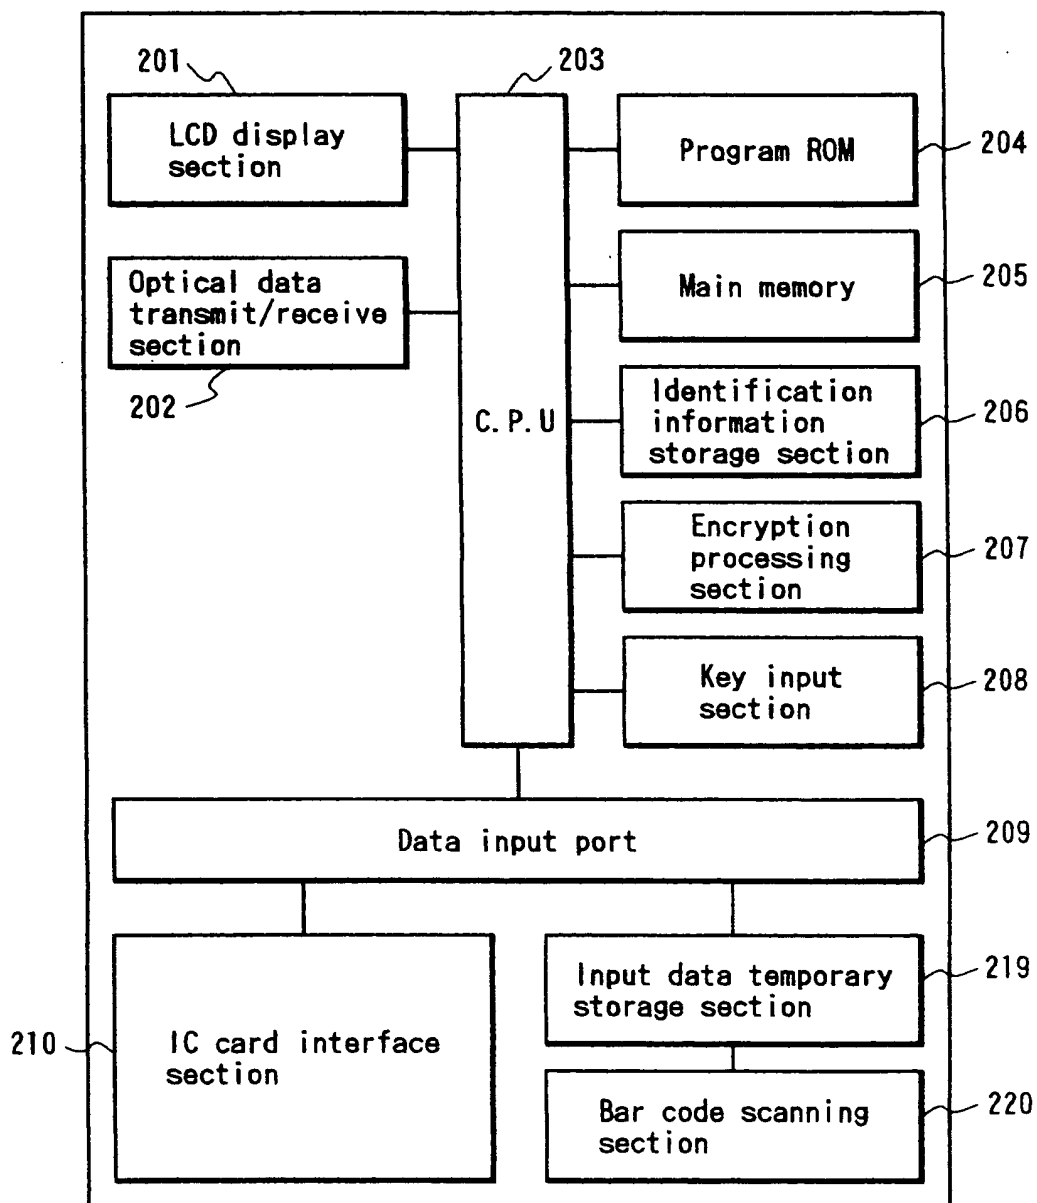 201
203
LCD display
section
Program ROM
204
Optical data
transmit/receive
section
202
Main memory
205
C.P.U
Identification
information
storage section
206
Encryption
processing
section
207
Key input
section
208
Data input port
209
210
IC card interface
section
Input data temporary
storage section
219
Bar code scanning
section
220